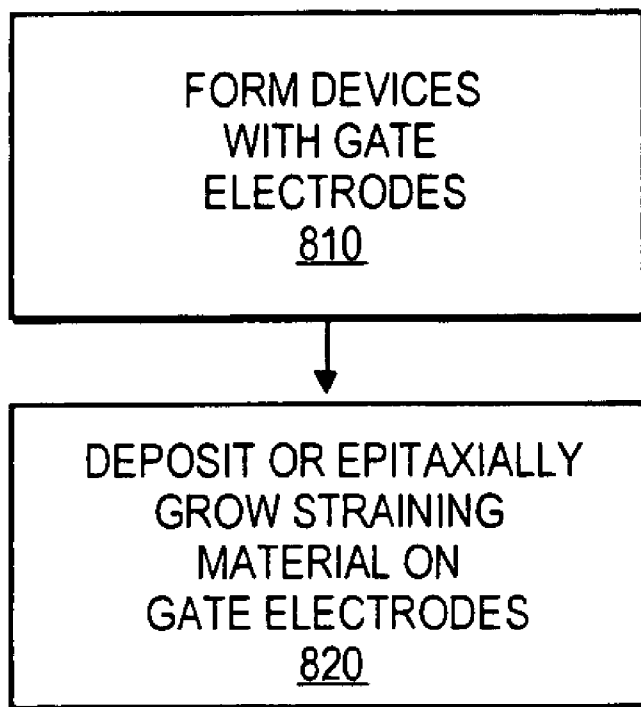 FORM DEVICES
WITH GATE
ELECTRODES
810
DEPOSIT OR EPITAXIALLY
GROW STRAINING
MATERIAL ON
GATE ELECTRODES
820